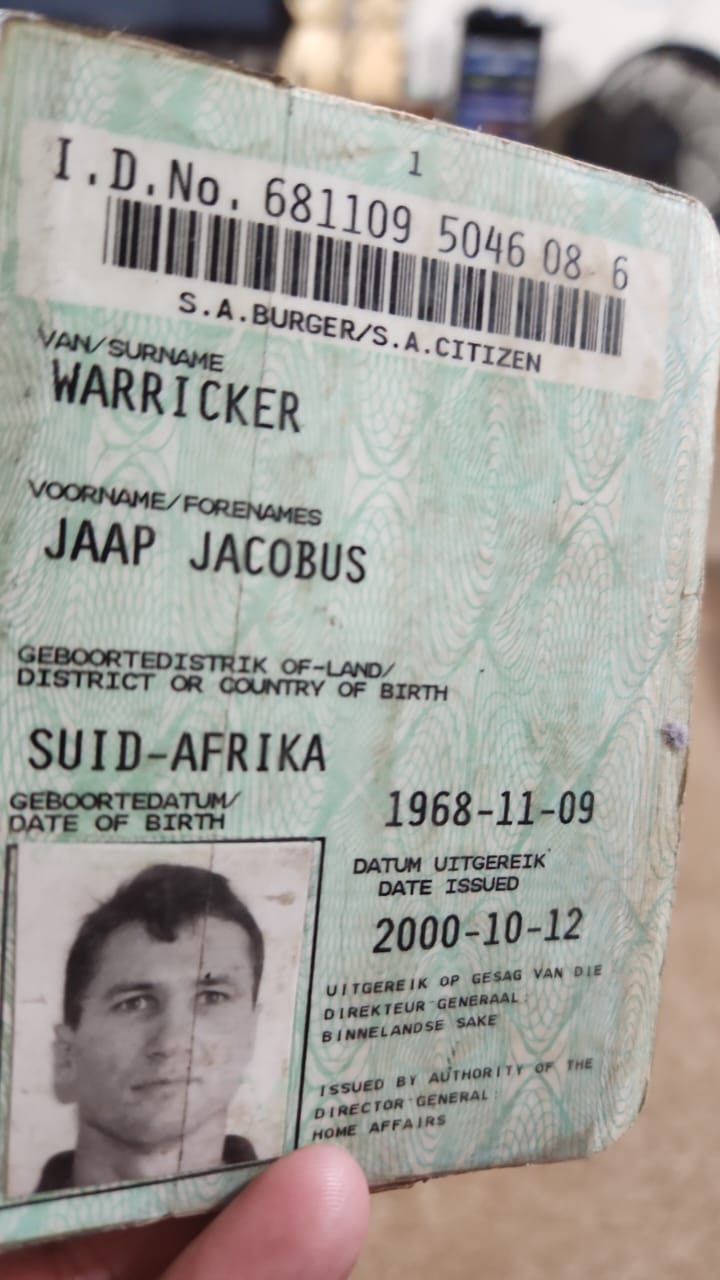 1
I.D.No. 681109 5046 08 6
S.A.BURGER/S.A.CITIZEN
VAN/SURNAME
WARRICKER
VOORNAME/FORENAMES
JAAP JACOBUS
GEBOORTEDISTRIK OF-LAND/
DISTRICT OR COUNTRY OF BIRTH
SUID-AFRIKA
GEBOORTEDATUM/
DATE OF BIRTH
1968-11-09
DATUM UITGEREIK
DATE ISSUED
2000-10-12
UITGEREIK OP GESAG VAN DIE
DIREKTEUR-GENERAAL:
BINNELANDSE SAKE
ISSUED BY AUTHORITY OF THE
DIRECTOR-GENERAL:
HOME AFFAIRS